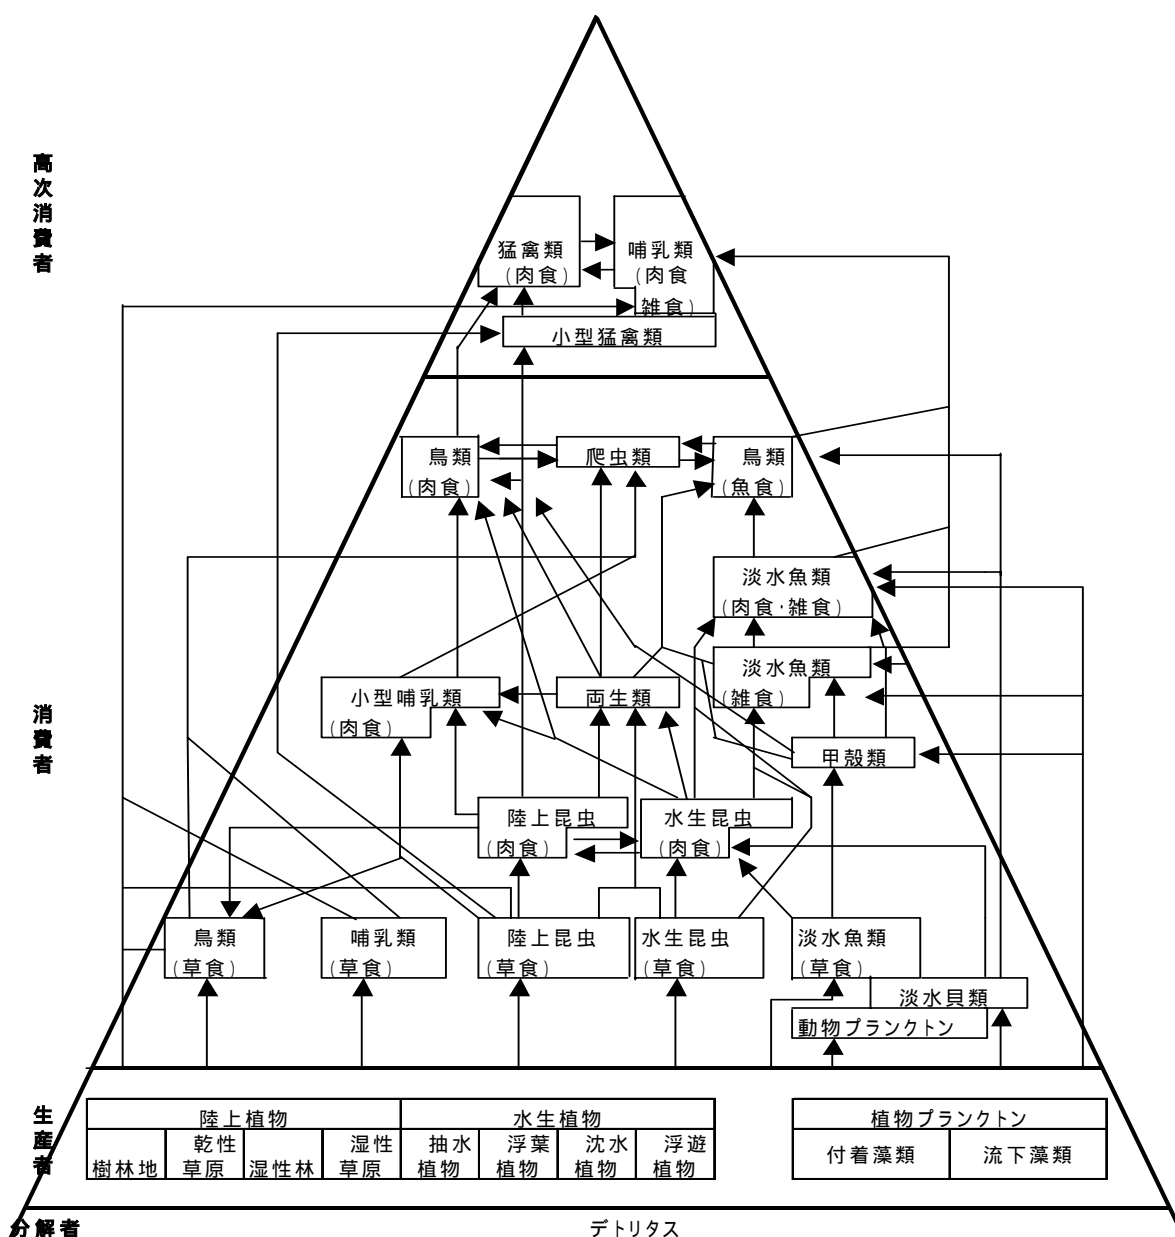 高次消費者
猛禽類
(肉食)
哺乳類
(肉食
雑食)
小型猛禽類
消費者
鳥類
(肉食)
爬虫類
鳥類
(魚食)
淡水魚類
(肉食·雑食)
淡水魚類
(雑食)
小型哺乳類
(肉食)
両生類
甲殻類
陸上昆虫
(肉食)
水生昆虫
(肉食)
鳥類
(草食)
哺乳類
(草食)
陸上昆虫
(草食)
水生昆虫
(草食)
淡水魚類
(草食)
淡水貝類
動物プランクトン
生産者
陸上植物
水生植物
植物プランクトン
樹林地
乾性
草原
湿性林
湿性
草原
抽水
植物
浮葉
植物
沈水
植物
浮遊
植物
付着藻類
流下藻類
分解者
デトリタス